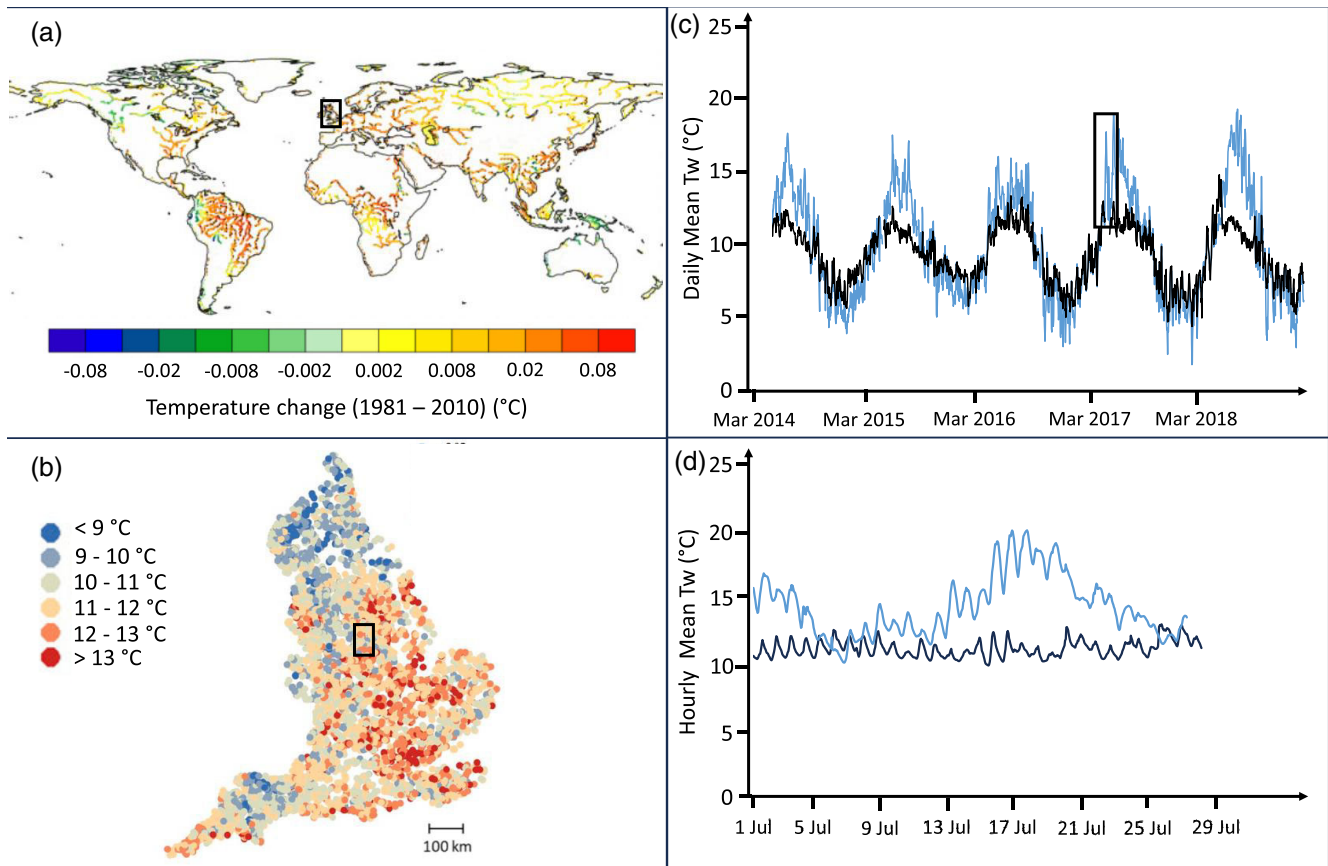 (a)
-0.08 -0.02 -0.008 -0.002 0.002 0.008 0.02 0.08
Temperature change (1981 – 2010) (°C)
(b)
< 9 °C
9 - 10 °C
10 - 11 °C
11 - 12 °C
12 - 13 °C
> 13 °C
100 km
(c)
Daily Mean Tw (°C)
25
20
15
10
5
0
Mar 2014 Mar 2015 Mar 2016 Mar 2017 Mar 2018
(d)
Hourly Mean Tw (°C)
25
20
15
10
5
0
1 Jul 5 Jul 9 Jul 13 Jul 17 Jul 21 Jul 25 Jul 29 Jul